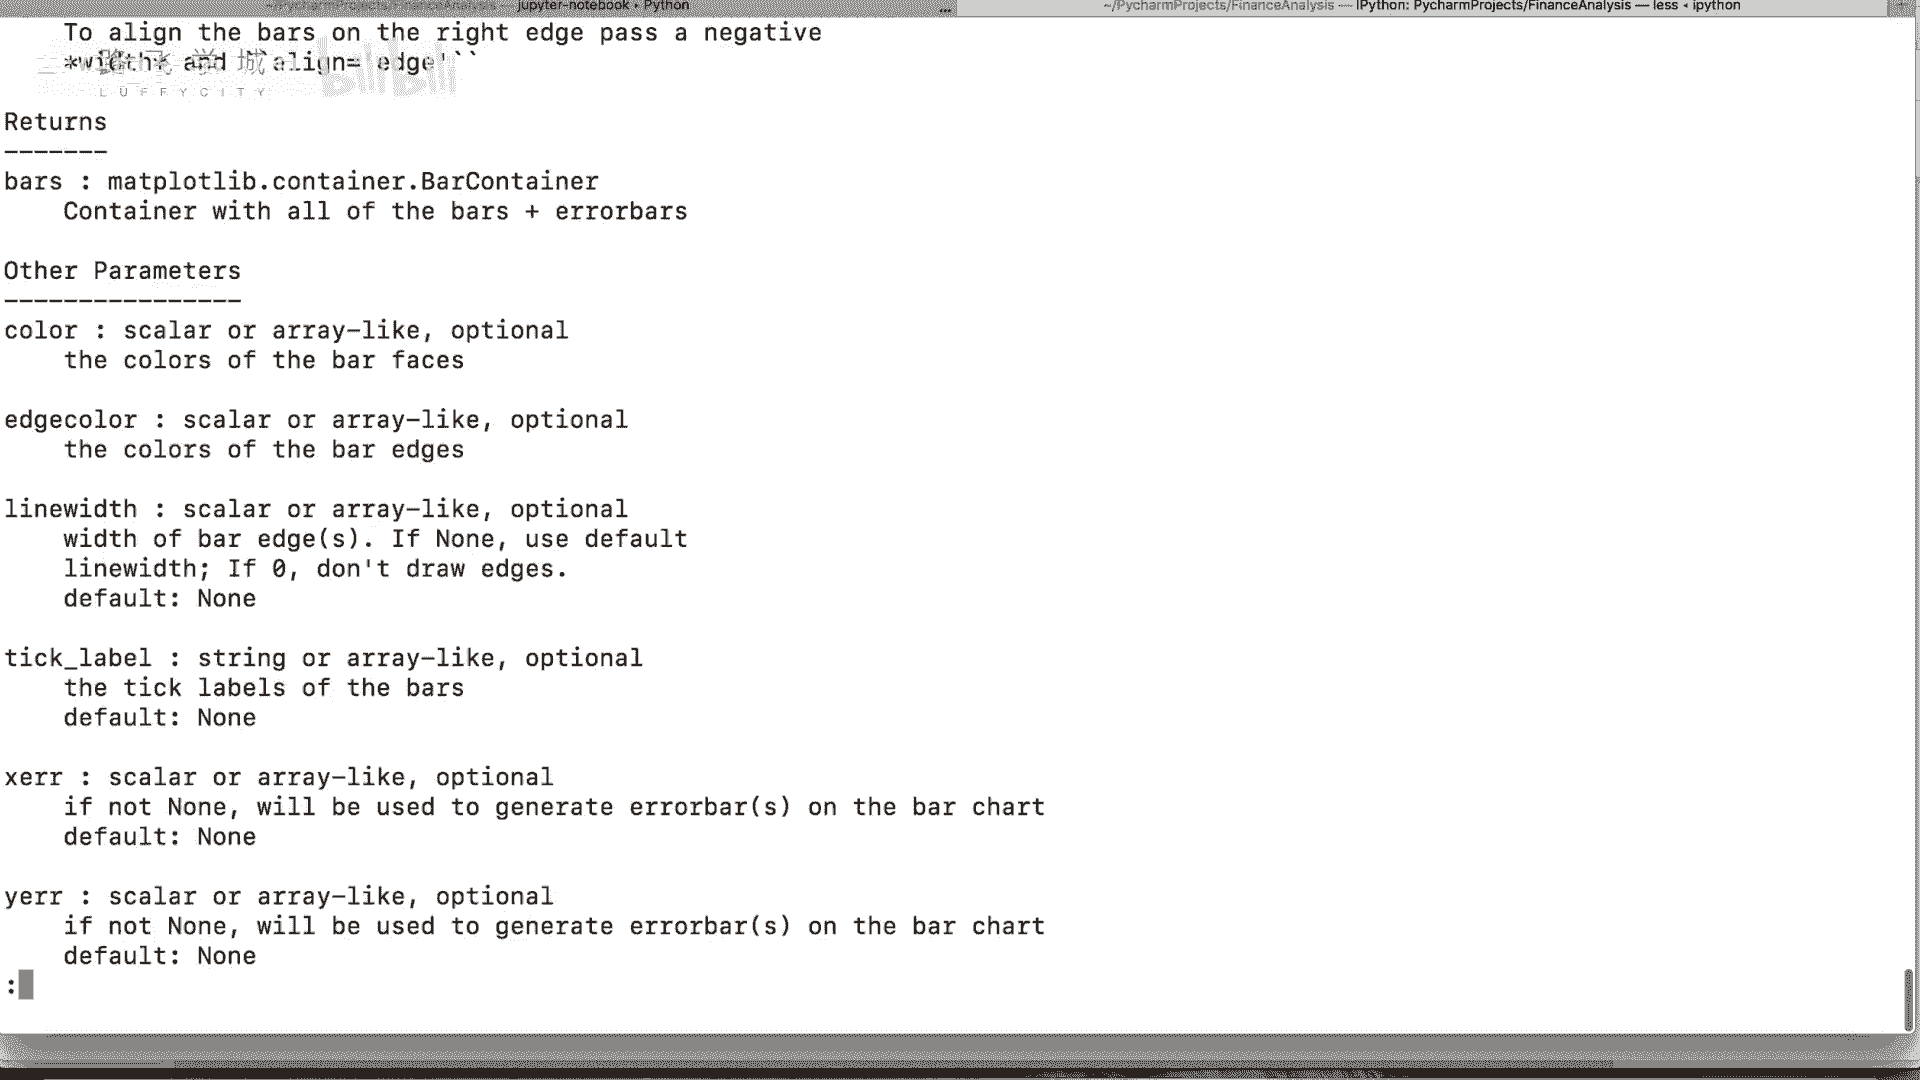 ~/PycharmProjects/FinanceAnalysis — jupyter-notebook • Python
... ~/PycharmProjects/FinanceAnalysis — IPython: PycharmProjects/FinanceAnalysis — less ◂ ipython
To align the bars on the right edge pass a negative
*width* and align='edge'``
学城
LUFFYCITY
bilibili
Returns
-------
bars : matplotlib.container.BarContainer
Container with all of the bars + errorbars
Other Parameters
----------------
color : scalar or array-like, optional
the colors of the bar faces
edgecolor : scalar or array-like, optional
the colors of the bar edges
linewidth : scalar or array-like, optional
width of bar edge(s). If None, use default
linewidth; If 0, don't draw edges.
default: None
tick_label : string or array-like, optional
the tick labels of the bars
default: None
xerr : scalar or array-like, optional
if not None, will be used to generate errorbar(s) on the bar chart
default: None
yerr : scalar or array-like, optional
if not None, will be used to generate errorbar(s) on the bar chart
default: None
: